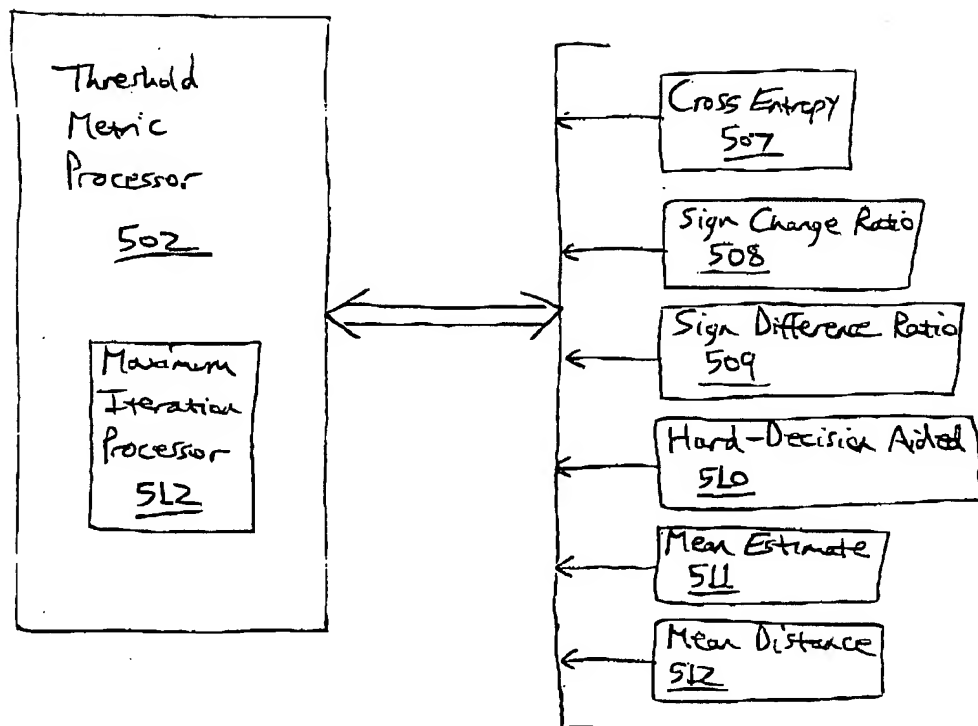 Threshold
Metric
Processor
502
Maximum
Iteration
Processor
512
Cross Entropy
507
Sign Change Ratio
508
Sign Difference Ratio
509
Hard-Decision Aided
510
Mean Estimate
511
Mean Distance
512